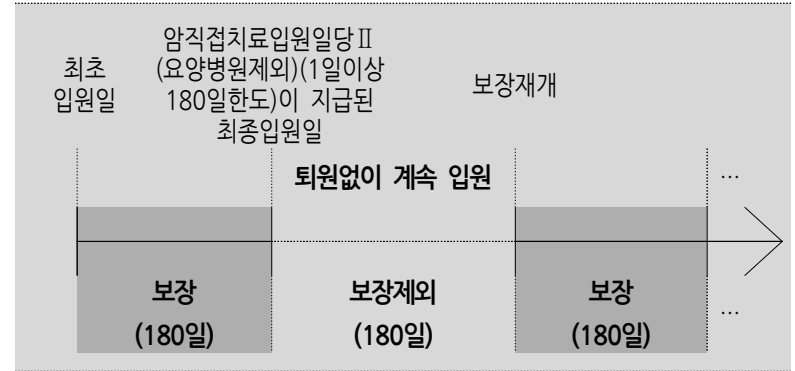 최초
입원일
암직접치료입원일당Ⅱ
(요양병원제외)(1일이상
180일한도)이 지급된
최종입원일
보장재개
퇴원없이 계속 입원
…
보장
(180일)
보장제외
(180일)
보장
(180일)
…